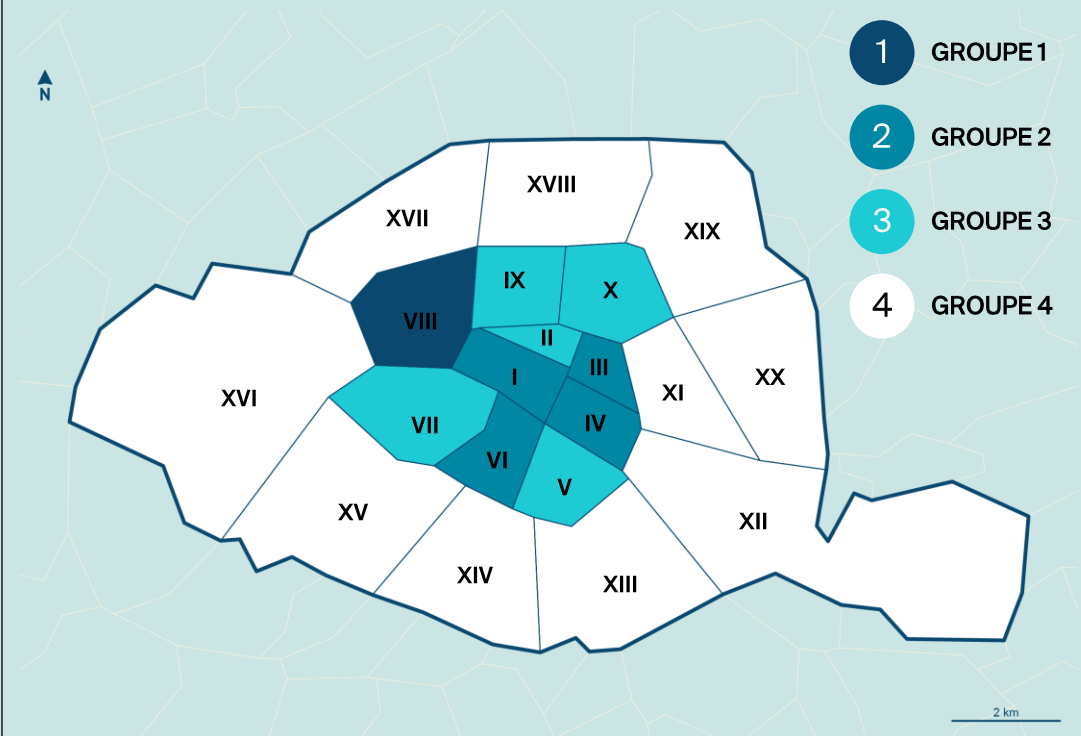 1 GROUPE 1
N
2 GROUPE 2
XVIII
XVII
3 GROUPE 3
XIX
IX
X
4 GROUPE 4
VIII
II
III
I
XX
XI
XVI
IV
VII
VI
V
XV
XII
XIV
XIII
2 km